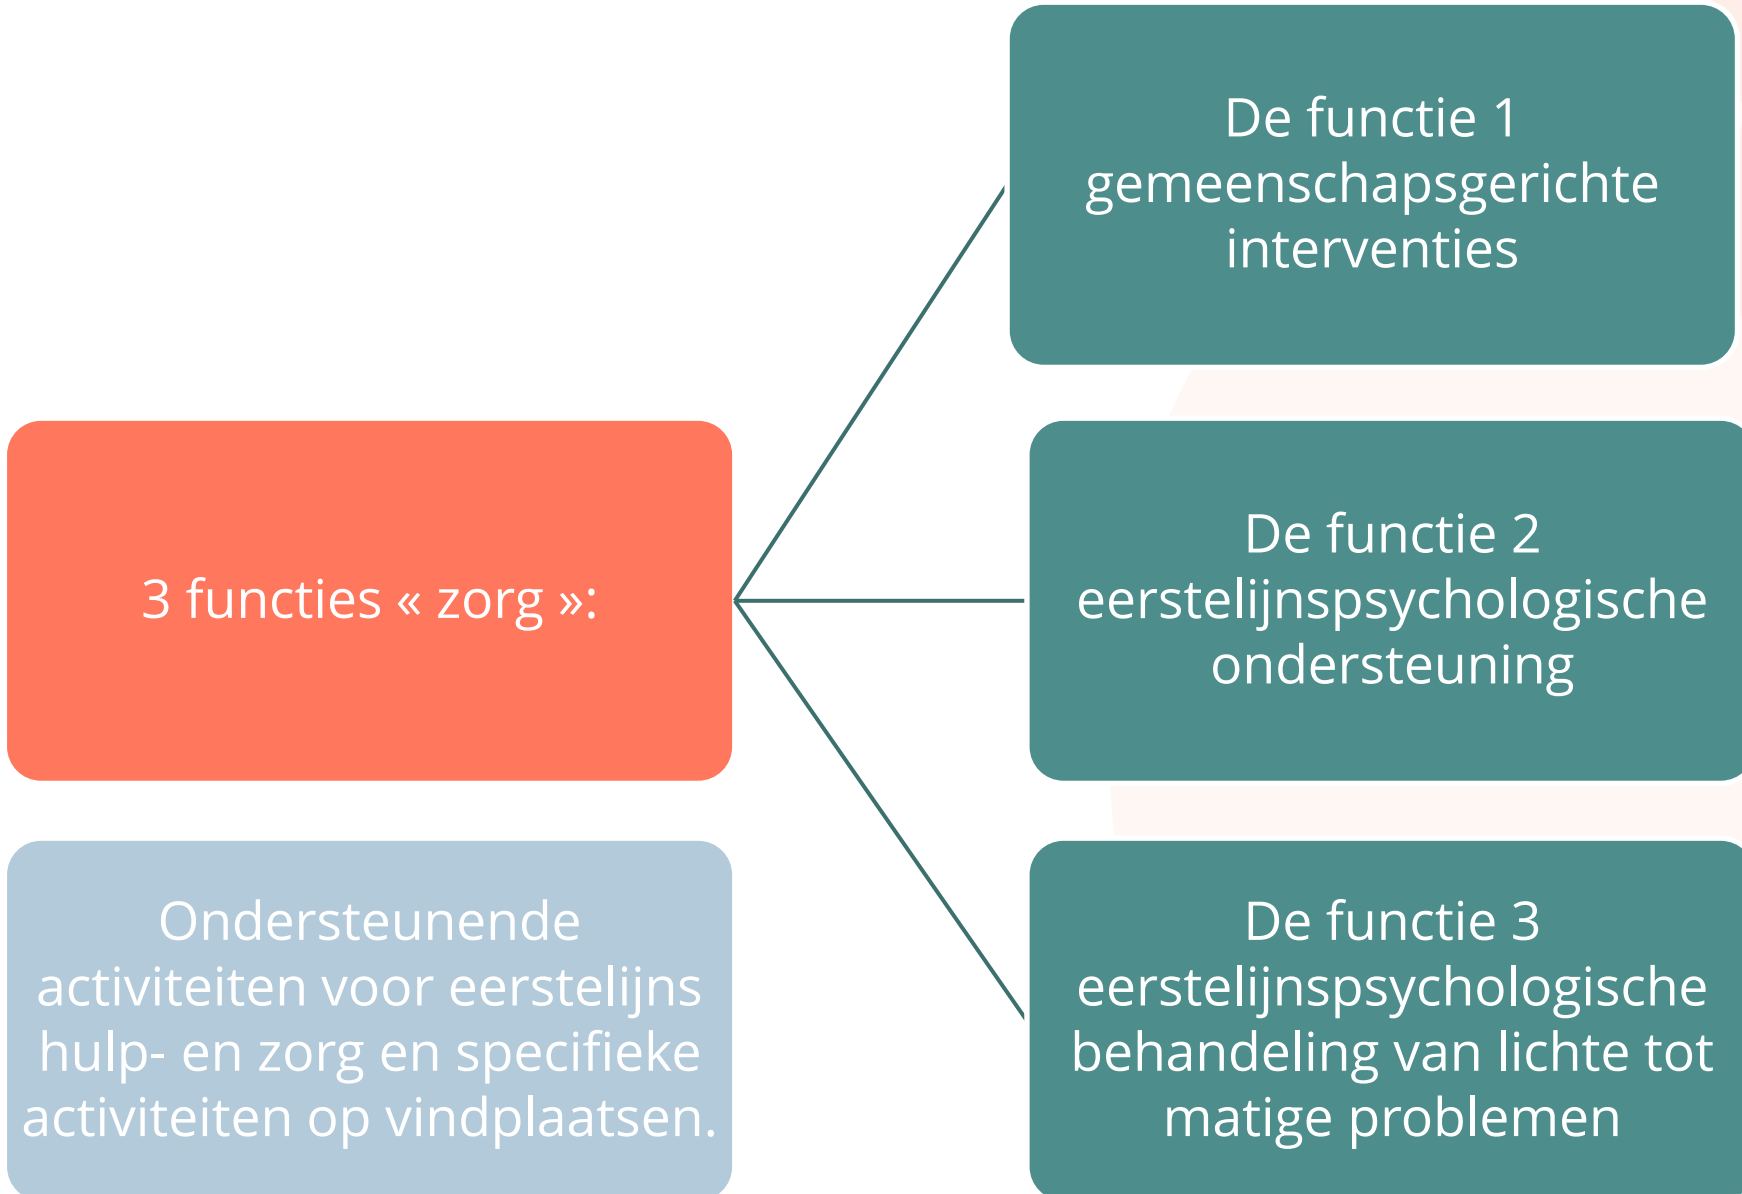 De functie 1
gemeenschapsgerichte
interventies
3 functies « zorg »:
De functie 2
eerstelijnspsychologische
ondersteuning
Ondersteunende
activiteiten voor eerstelijns
hulp- en zorg en specifieke
activiteiten op vindplaatsen.
De functie 3
eerstelijnspsychologische
behandeling van lichte tot
matige problemen